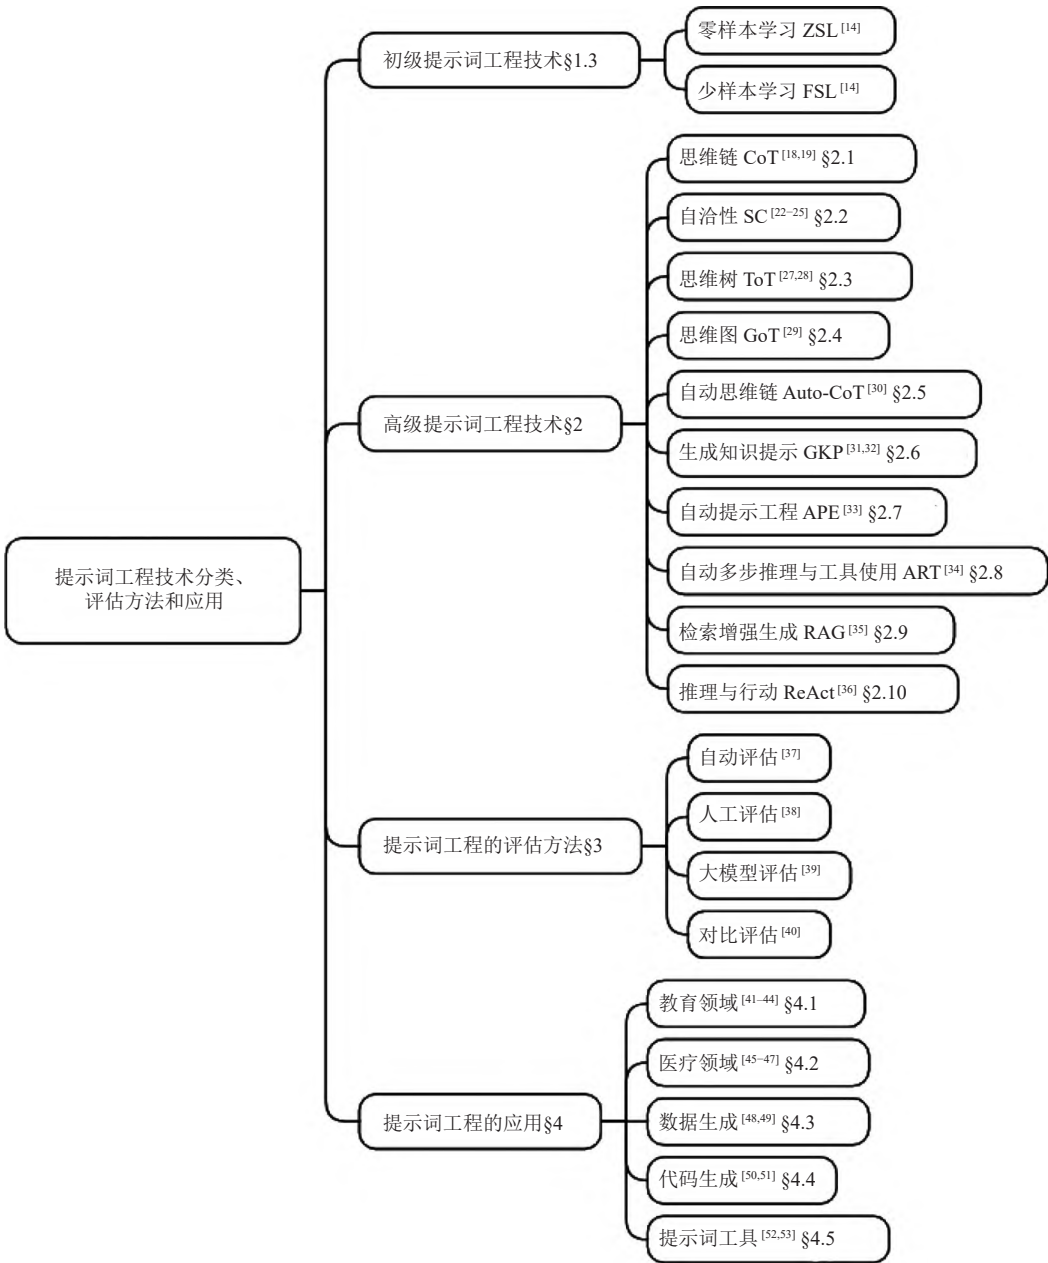 初级提示词工程技术§1.3
零样本学习 ZSL[14]
少样本学习 FSL[14]
高级提示词工程技术§2
思维链 CoT[18,19] §2.1
自洽性 SC[22−25] §2.2
思维树 ToT[27,28] §2.3
思维图 GoT[29] §2.4
自动思维链 Auto-CoT[30] §2.5
生成知识提示 GKP[31,32] §2.6
自动提示工程 APE[33] §2.7
自动多步推理与工具使用 ART[34] §2.8
检索增强生成 RAG[35] §2.9
推理与行动 ReAct[36] §2.10
提示词工程技术分类、
评估方法和应用
提示词工程的评估方法§3
自动评估[37]
人工评估[38]
大模型评估[39]
对比评估[40]
提示词工程的应用§4
教育领域[41−44] §4.1
医疗领域[45−47] §4.2
数据生成[48,49] §4.3
代码生成[50,51] §4.4
提示词工具[52,53] §4.5